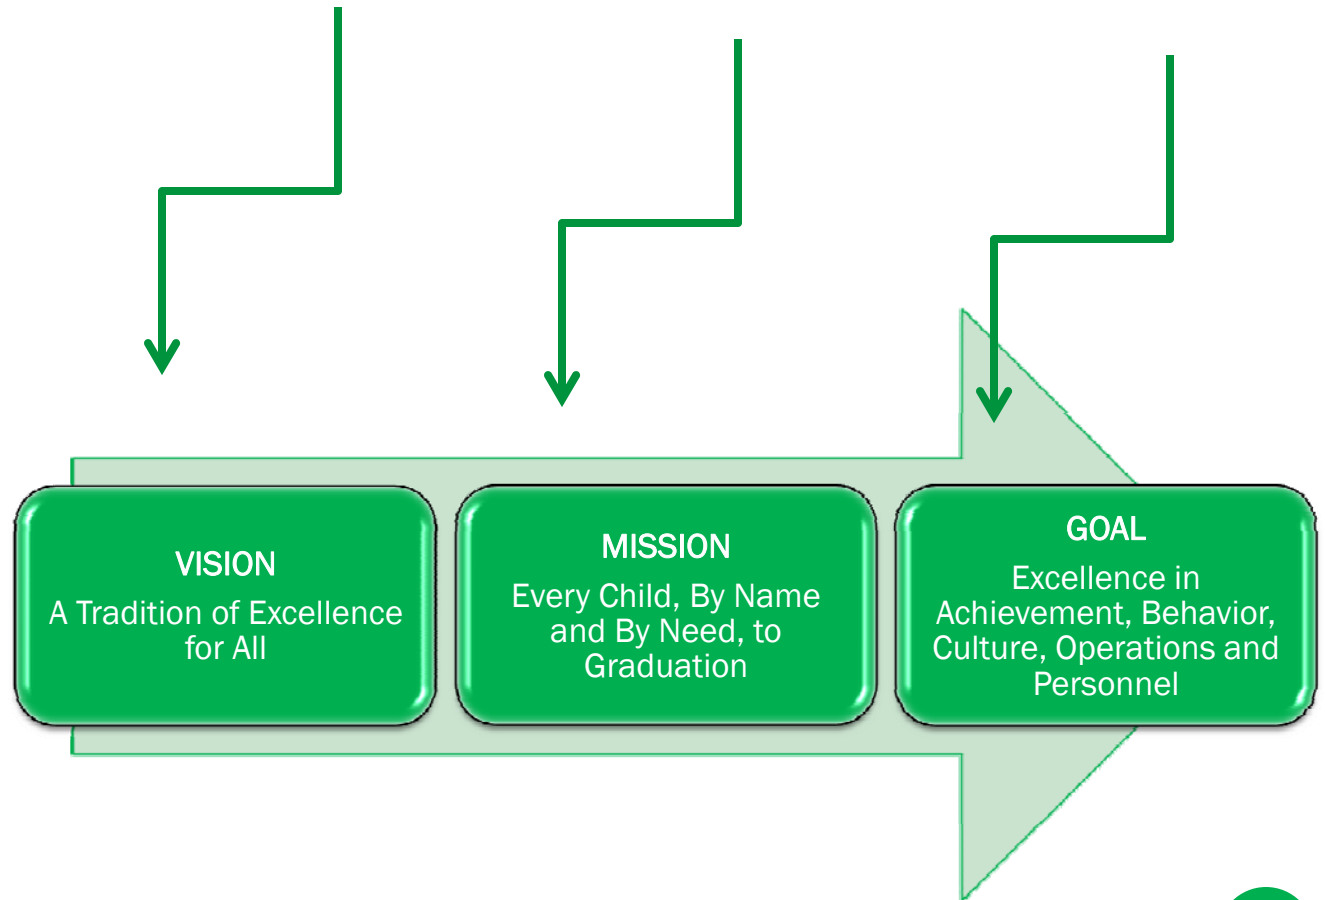 VISION
A Tradition of Excellence
for All
MISSION
Every Child, By Name
and By Need, to
Graduation
GOAL
Excellence in
Achievement, Behavior,
Culture, Operations and
Personnel